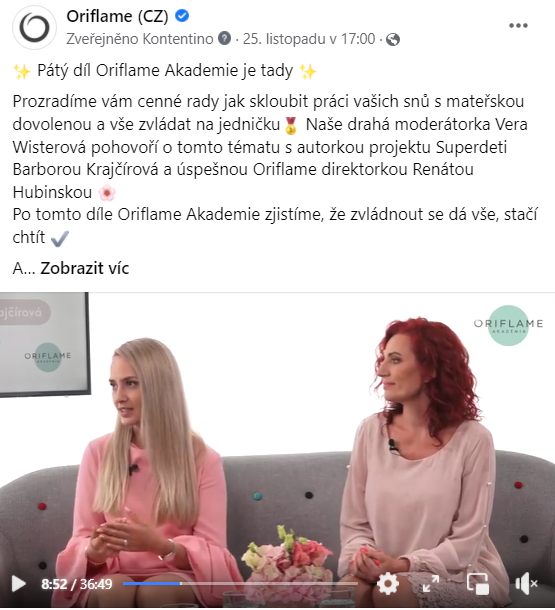 Oriflame (CZ)
Zveřejněno Kontentino · 25. listopadu v 17:00 ·
✨ Pátý díl Oriflame Akademie je tady ✨
Prozradíme vám cenné rady jak skloubit práci vašich snů s mateřskou
dovolenou a vše zvládat na jedničku🏅 Naše drahá moderátorka Vera
Wisterová pohovoří o tomto tématu s autorkou projektu Superdeti
Barborou Krajčírová a úspešnou Oriflame direktorkou Renátou
Hubinskou 🌸
Po tomto díle Oriflame Akademie zjistíme, že zvládnout se dá vše, stačí
chtít ✔️
A... Zobrazit víc
ajčírová
ORIFLAME
AKADÉMIA
ORIFLAME
AKADÉMIA
8:52 / 36:49